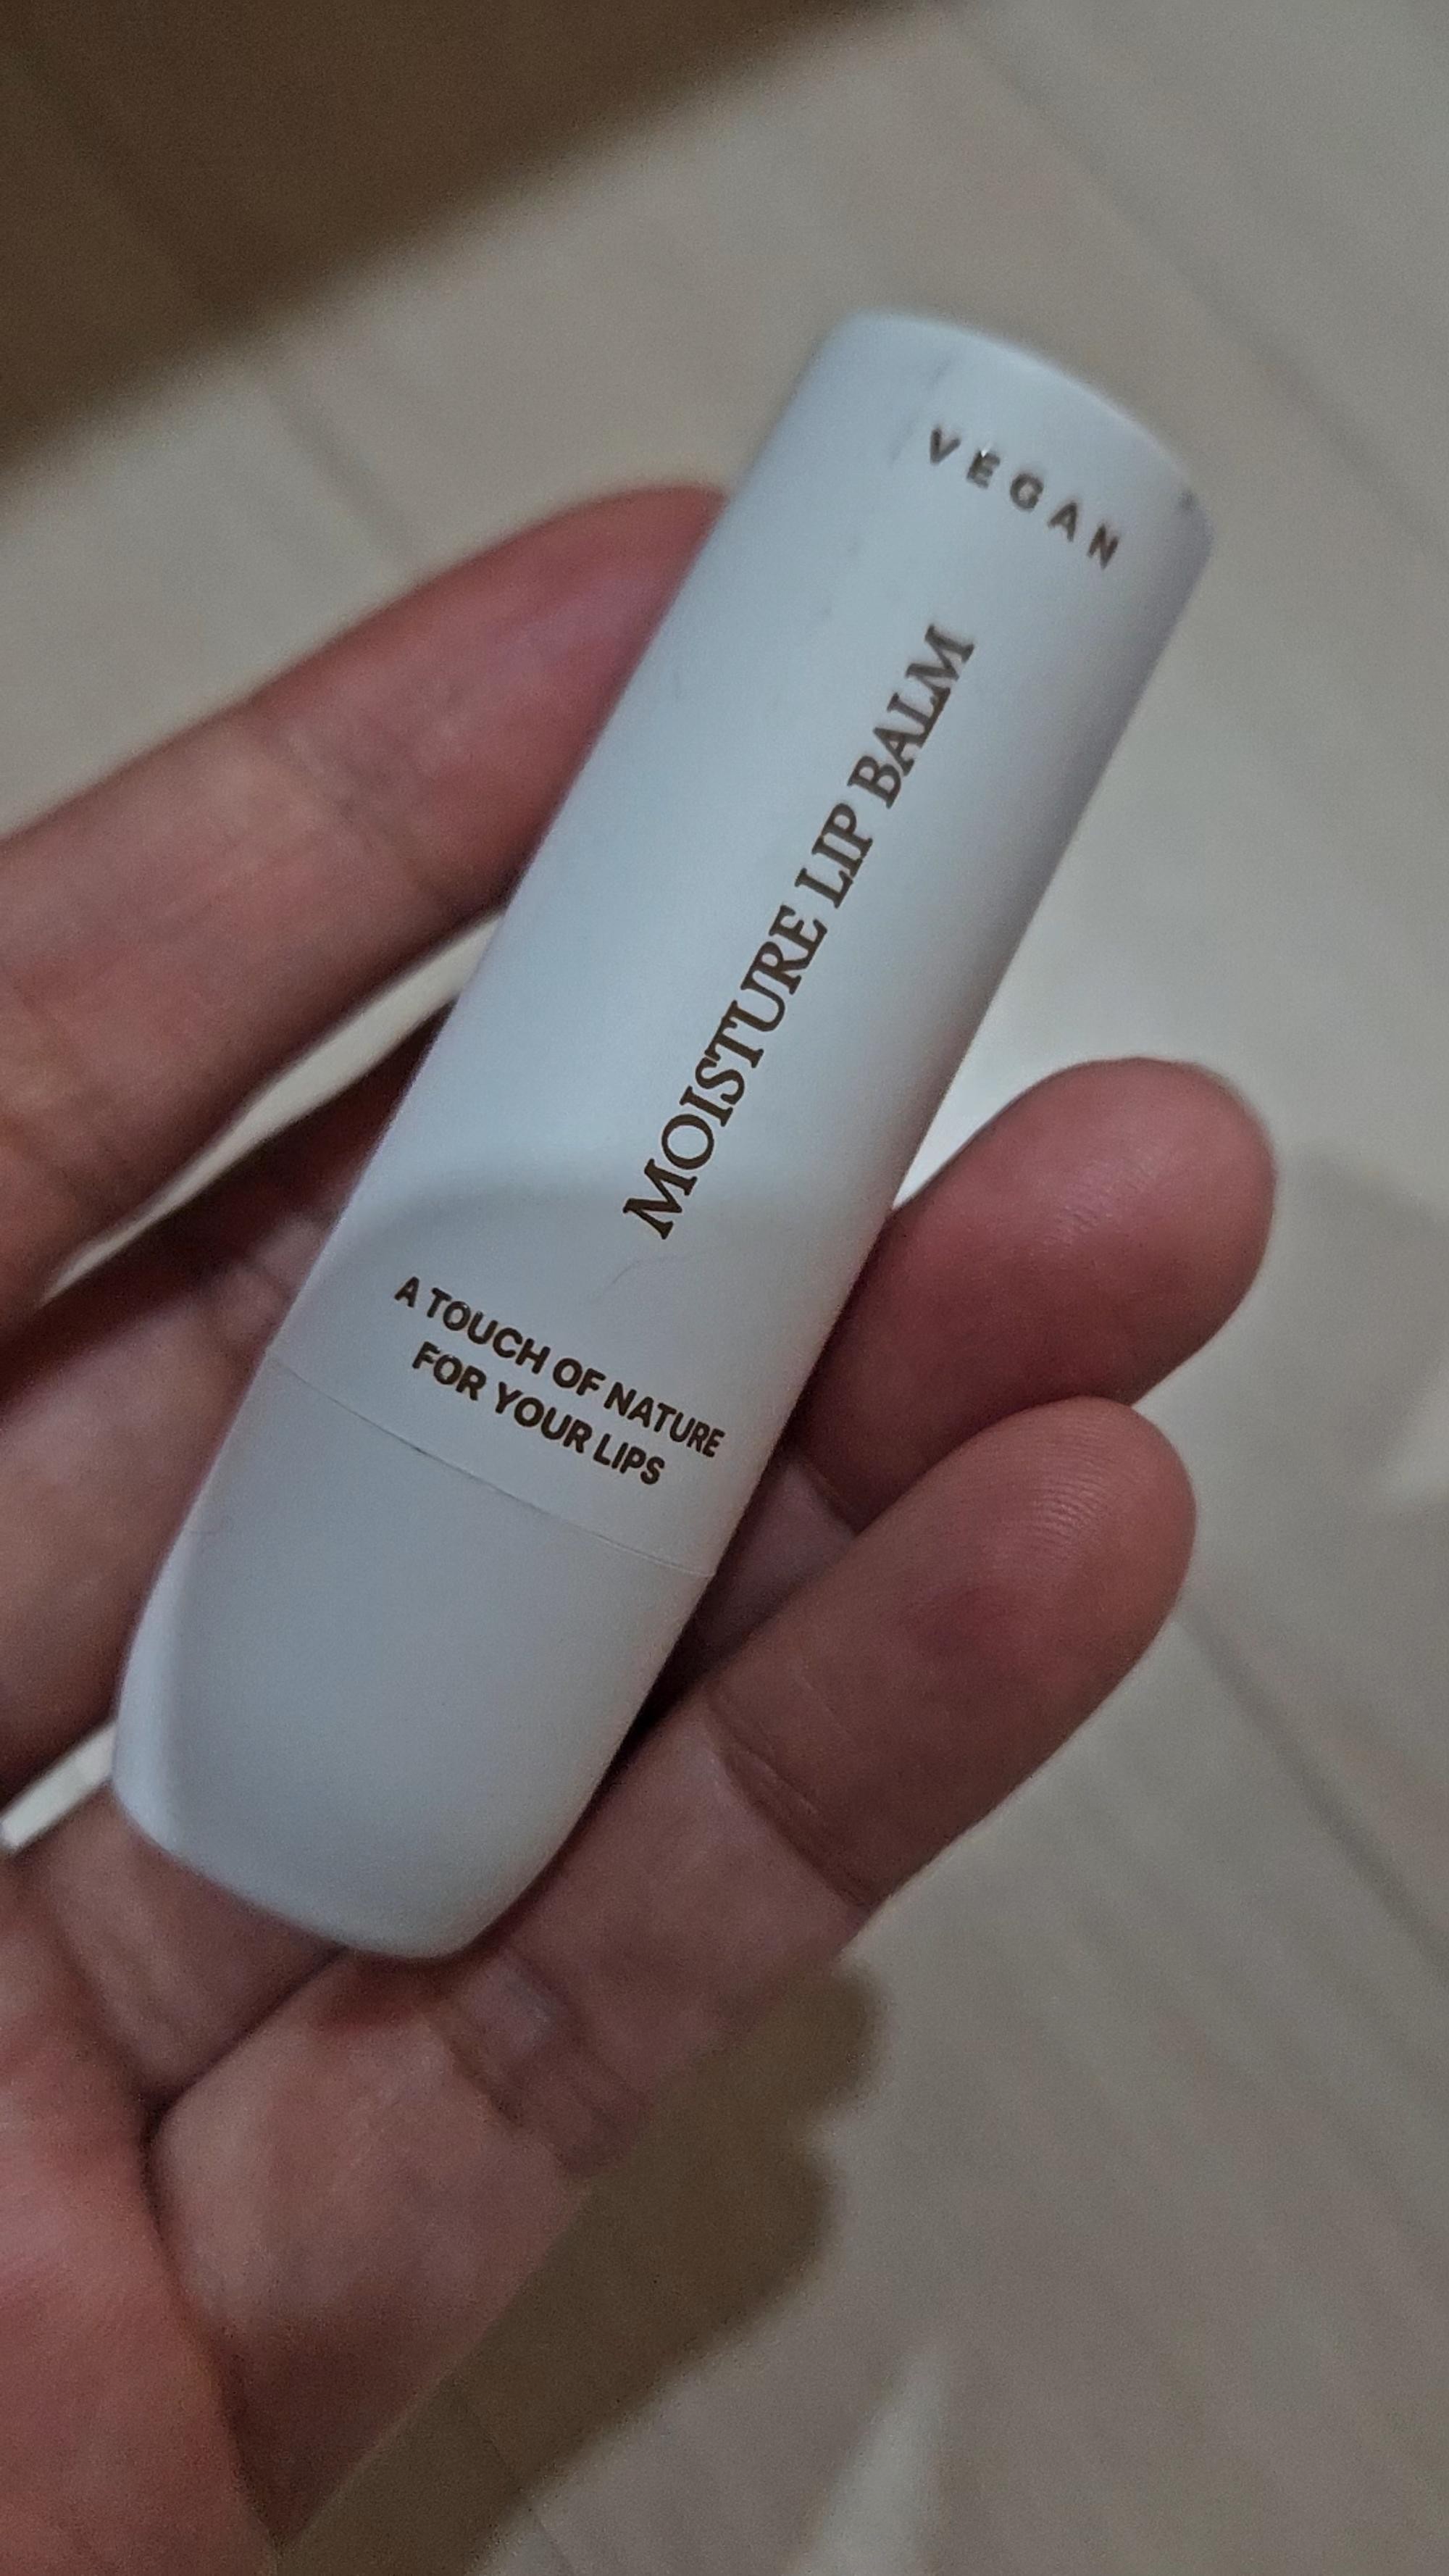 VEGAN
MOISTURE LIP BALM
A TOUCH OF NATURE
FOR YOUR LIPS